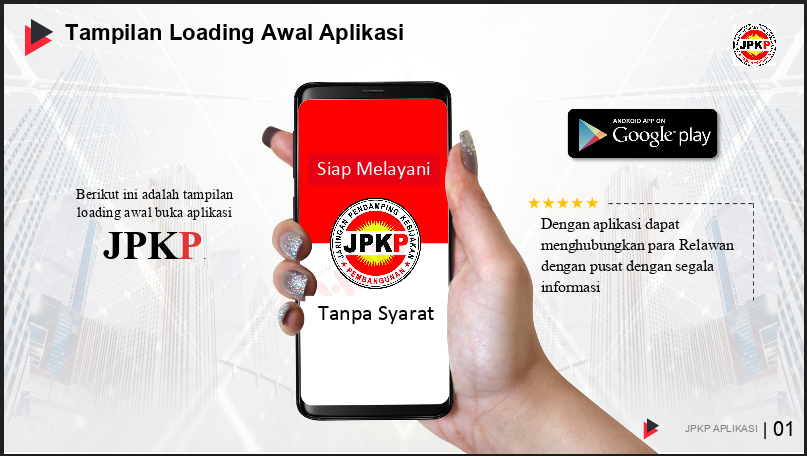 Tampilan Loading Awal Aplikasi
JPKP
Berikut ini adalah tampilan
loading awal buka aplikasi
JPKP.
Siap Melayani
JARINGAN PENDAMPING KEBIJAKAN
JPKP
PEMBANGUNAN
Tanpa Syarat
ANDROID APP ON
Google play
Dengan aplikasi dapat
menghubungkan para Relawan
dengan pusat dengan segala
informasi
JPKP APLIKASI | 01